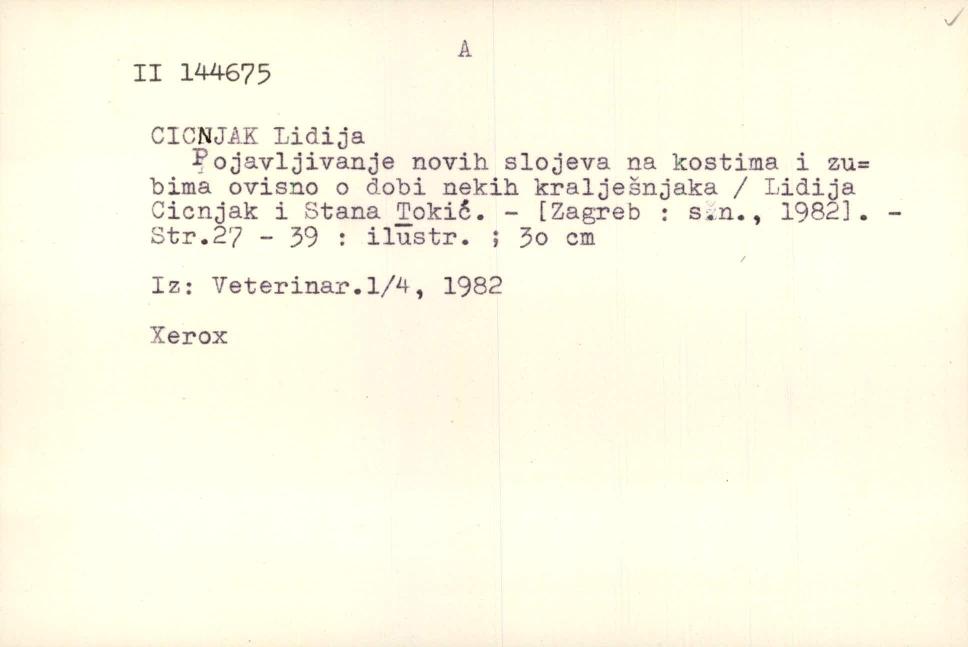 A
II 144675
CICNJAK Lidija
Pojavljivanje novih slojeva na kostima i zu=
bima ovisno o dobi nekih kralješnjaka / Lidija
Cicnjak i Stana Tokić. - [Zagreb : s.n., 1982]. -
Str.27 - 39 : ilustr. ; 3o cm
Iz: Veterinar.1/4, 1982
Xerox